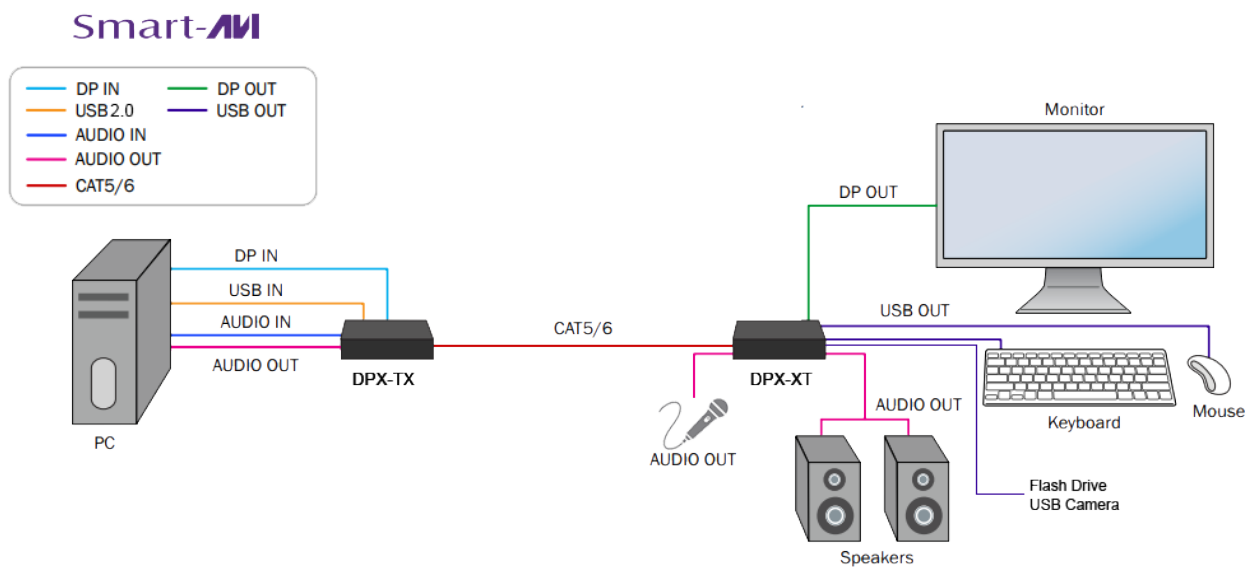 Smart-AVI
DP IN
DP OUT
USB2.0
USB OUT
AUDIO IN
AUDIO OUT
CAT5/6
Monitor
DP OUT
DP IN
USB IN
AUDIO IN
AUDIO OUT
DPX-TX
PC
CAT5/6
USB OUT
DPX-XT
AUDIO OUT
AUDIO OUT
Keyboard
Mouse
Flash Drive
USB Camera
Speakers